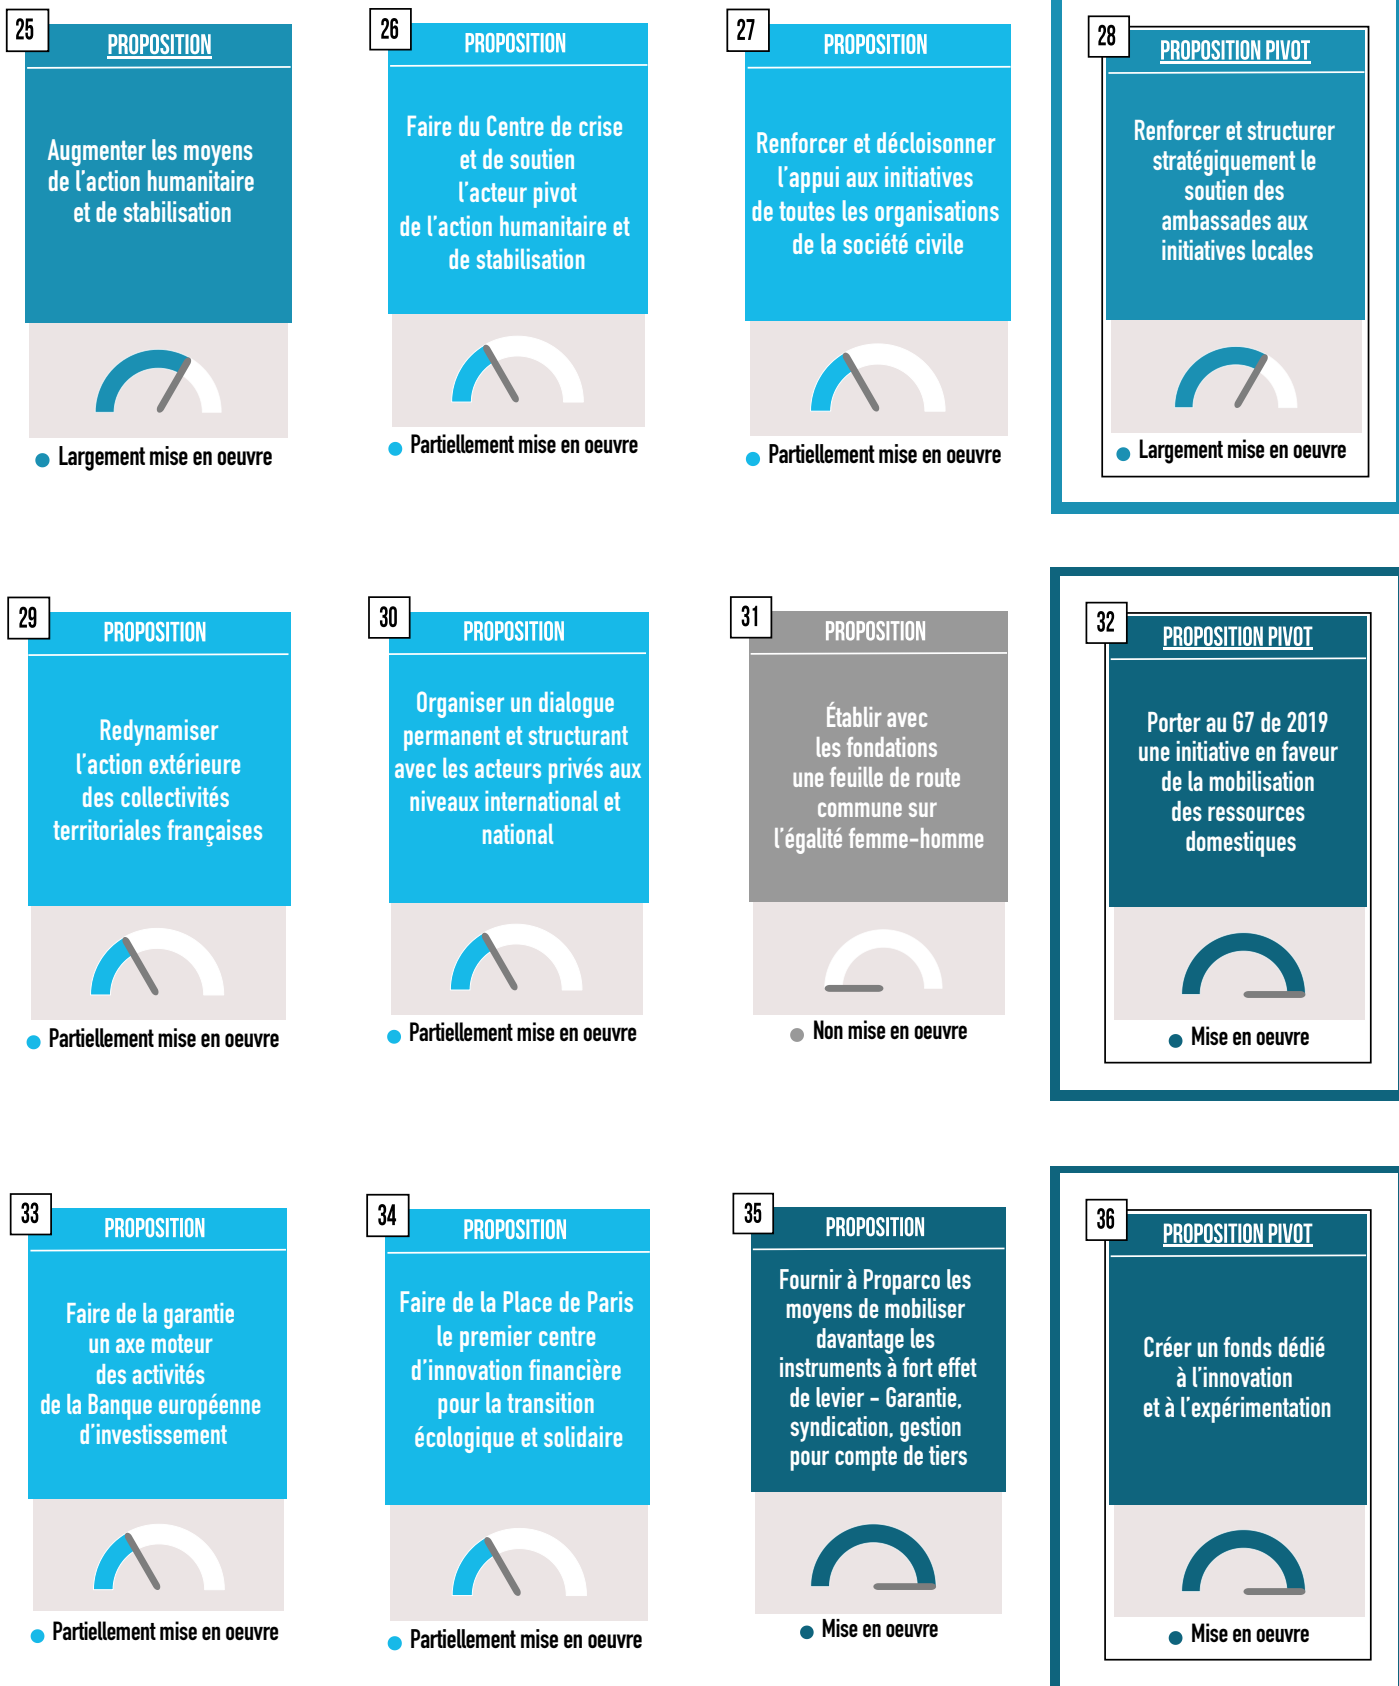 25
PROPOSITION
Augmenter les moyens
de l'action humanitaire
et de stabilisation
Largement mise en oeuvre
26
PROPOSITION
Faire du Centre de crise
et de soutien
l'acteur pivot
de l'action humanitaire et
de stabilisation
Partiellement mise en oeuvre
27
PROPOSITION
Renforcer et décloisonner
l'appui aux initiatives
de toutes les organisations
de la société civile
Partiellement mise en oeuvre
28
PROPOSITION PIVOT
Renforcer et structurer
stratégiquement le
soutien des
ambassades aux
initiatives locales
Largement mise en oeuvre
29
PROPOSITION
Redynamiser
l'action extérieure
des collectivités
territoriales françaises
Partiellement mise en oeuvre
30
PROPOSITION
Organiser un dialogue
permanent et structurant
avec les acteurs privés aux
niveaux international et
national
Partiellement mise en oeuvre
31
PROPOSITION
Établir avec
les fondations
une feuille de route
commune sur
l'égalité femme-homme
Non mise en oeuvre
32
PROPOSITION PIVOT
Porter au G7 de 2019
une initiative en faveur
de la mobilisation
des ressources
domestiques
Mise en oeuvre
33
PROPOSITION
Faire de la garantie
un axe moteur
des activités
de la Banque européenne
d'investissement
Partiellement mise en oeuvre
34
PROPOSITION
Faire de la Place de Paris
le premier centre
d'innovation financière
pour la transition
écologique et solidaire
Partiellement mise en oeuvre
35
PROPOSITION
Fournir à Proparco les
moyens de mobiliser
davantage les
instruments à fort effet
de levier - Garantie,
syndication, gestion
pour compte de tiers
Mise en oeuvre
36
PROPOSITION PIVOT
Créer un fonds dédié
à l'innovation
et à l'expérimentation
Mise en oeuvre